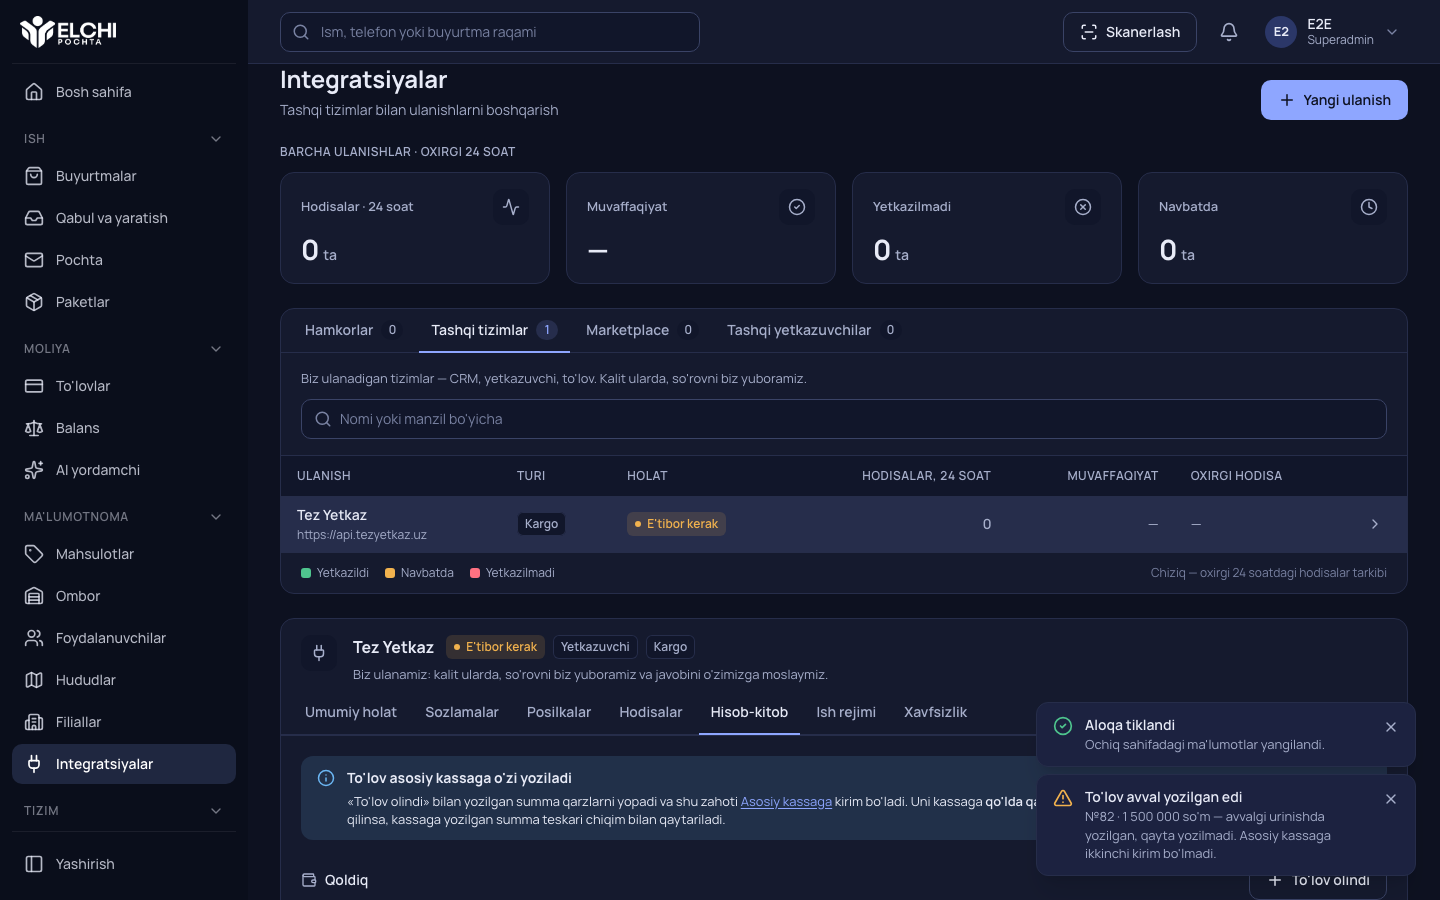 ELCHI
POCHTA
Ism, telefon yoki buyurtma raqami
Skanerlash
E2
E2E
Superadmin
Bosh sahifa
ISH
Buyurtmalar
Qabul va yaratish
Pochta
Paketlar
MOLIYA
To'lovlar
Balans
AI yordamchi
MA'LUMOTNOMA
Mahsulotlar
Ombor
Foydalanuvchilar
Hududlar
Filiallar
Integratsiyalar
TIZIM
Yashirish
Integratsiyalar
Tashqi tizimlar bilan ulanishlarni boshqarish
Yangi ulanish
BARCHA ULANISHLAR · OXIRGI 24 SOAT
Hodisalar · 24 soat
0 ta
Muvaffaqiyat
—
Yetkazilmadi
0 ta
Navbatda
0 ta
Hamkorlar 0 Tashqi tizimlar 1 Marketplace 0 Tashqi yetkazuvchilar 0
Biz ulanadigan tizimlar — CRM, yetkazuvchi, to'lov. Kalit ularda, so'rovni biz yuboramiz.
Nomi yoki manzil bo'yicha
ULANISH TURI HOLAT HODISALAR, 24 SOAT MUVAFFAQIYAT OXIRGI HODISA
Tez Yetkaz
https://api.tezyetkaz.uz
Kargo E'tibor kerak 0 — —
Yetkazildi Navbatda Yetkazilmadi Chiziq — oxirgi 24 soatdagi hodisalar tarkibi
Tez Yetkaz E'tibor kerak Yetkazuvchi Kargo
Biz ulanamiz: kalit ularda, so'rovni biz yuboramiz va javobini o'zimizga moslaymiz.
Umumiy holat Sozlamalar Posilkalar Hodisalar Hisob-kitob Ish rejimi Xavfsizlik
To'lov asosiy kassaga o'zi yoziladi
«To'lov olindi» bilan yozilgan summa qarzlarni yopadi va shu zahoti Asosiy kassaga kirim bo'ladi. Uni kassaga qo'lda
qilinsa, kassaga yozilgan summa teskari chiqim bilan qaytariladi.
Qoldiq
To'lov olindi
Aloqa tiklandi
Ochiq sahifadagi ma'lumotlar yangilandi.
To'lov avval yozilgan edi
№82 · 1 500 000 so'm — avvalgi urinishda
yozilgan, qayta yozilmadi. Asosiy kassaga
ikkinchi kirim bo'lmadi.